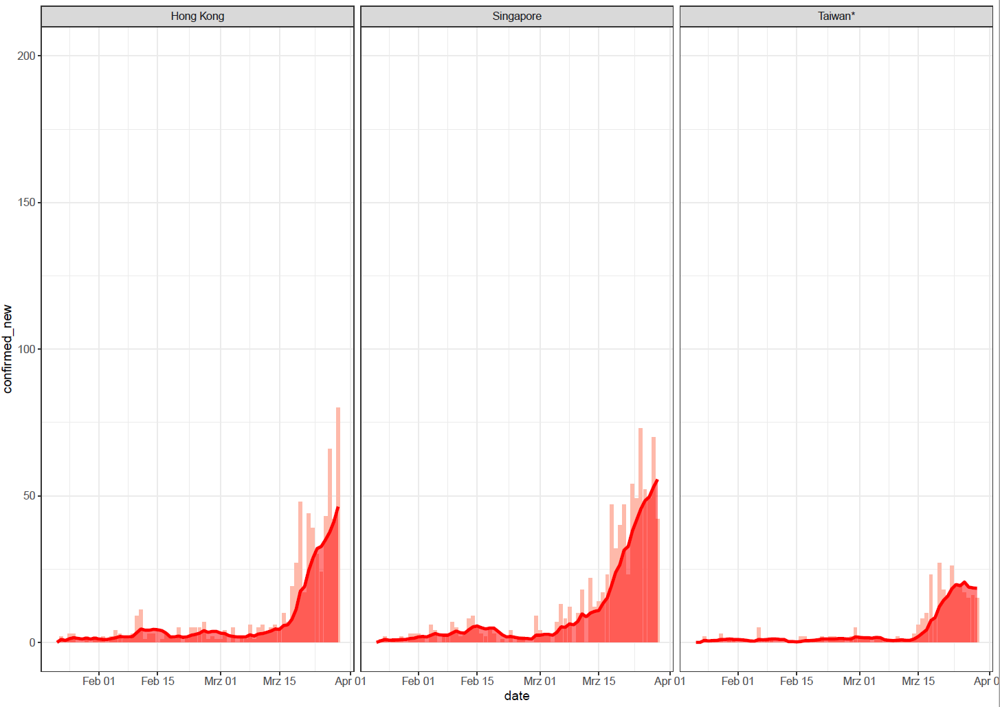 Hong Kong
Singapore
Taiwan*
200
150
100
50
0
confirmed_new
Feb 01 Feb 15 Mrz 01 Mrz 15 Apr 01
Feb 01 Feb 15 Mrz 01 Mrz 15 Apr 01
Feb 01 Feb 15 Mrz 01 Mrz 15 Apr 0
date